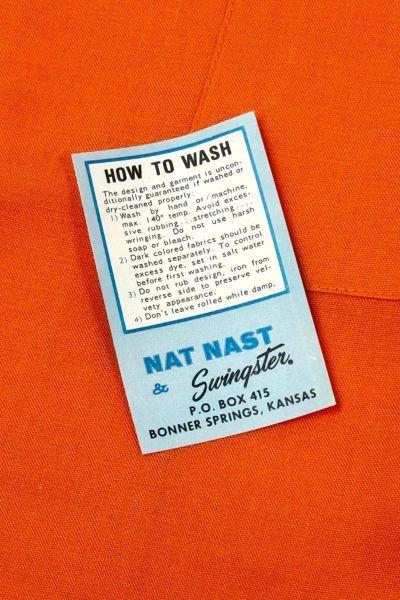 HOW TO WASH
The design and garment is uncon-
ditionally guaranteed if washed or
dry-cleaned properly:
1) Wash by hand or machine,
max 140° temp. Avoid exces-
sive rubbing ... stretching ...
wringing. Do not use harsh
soap or bleach.
2) Dark colored fabrics should be
washed separately. To control
excess dye, set in salt water
before first washing.
3) Do not rub design, iron from
reverse side to preserve vel-
vety appearance.
4) Don't leave rolled while damp.
NAT NAST
& Swingster®
P.O. BOX 415
BONNER SPRINGS, KANSAS